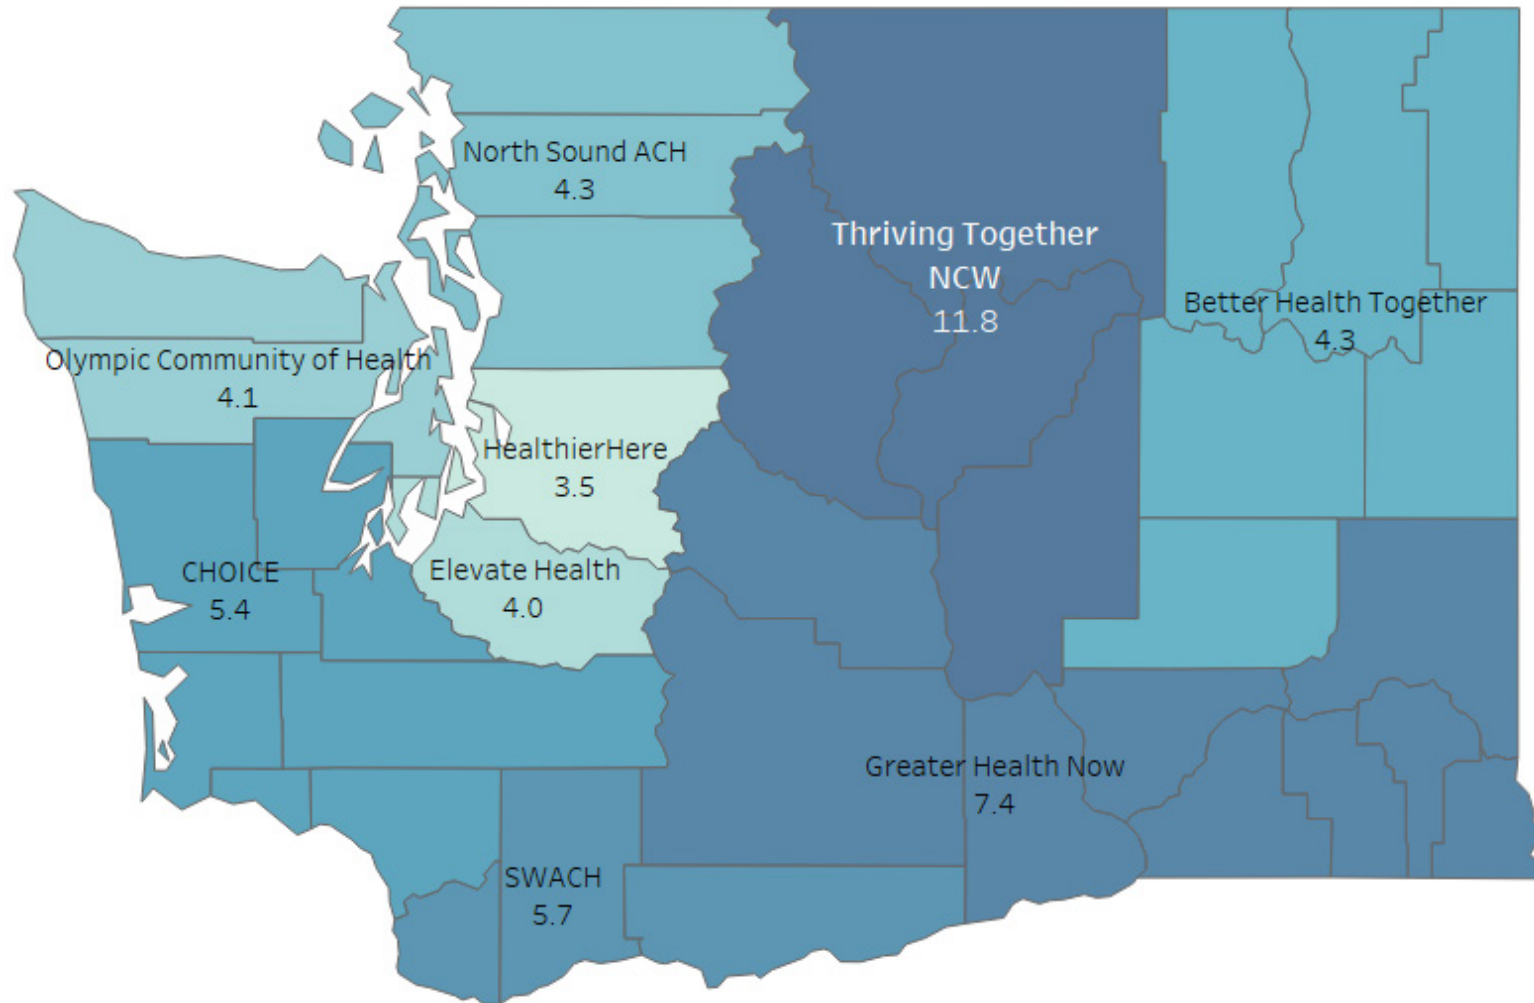 North Sound ACH
4.3
Thriving Together
NCW
11.8
Better Health Together
4.3
Olympic Community of Health
4.1
HealthierHere
3.5
CHOICE
5.4
Elevate Health
4.0
Greater Health Now
7.4
SWACH
5.7